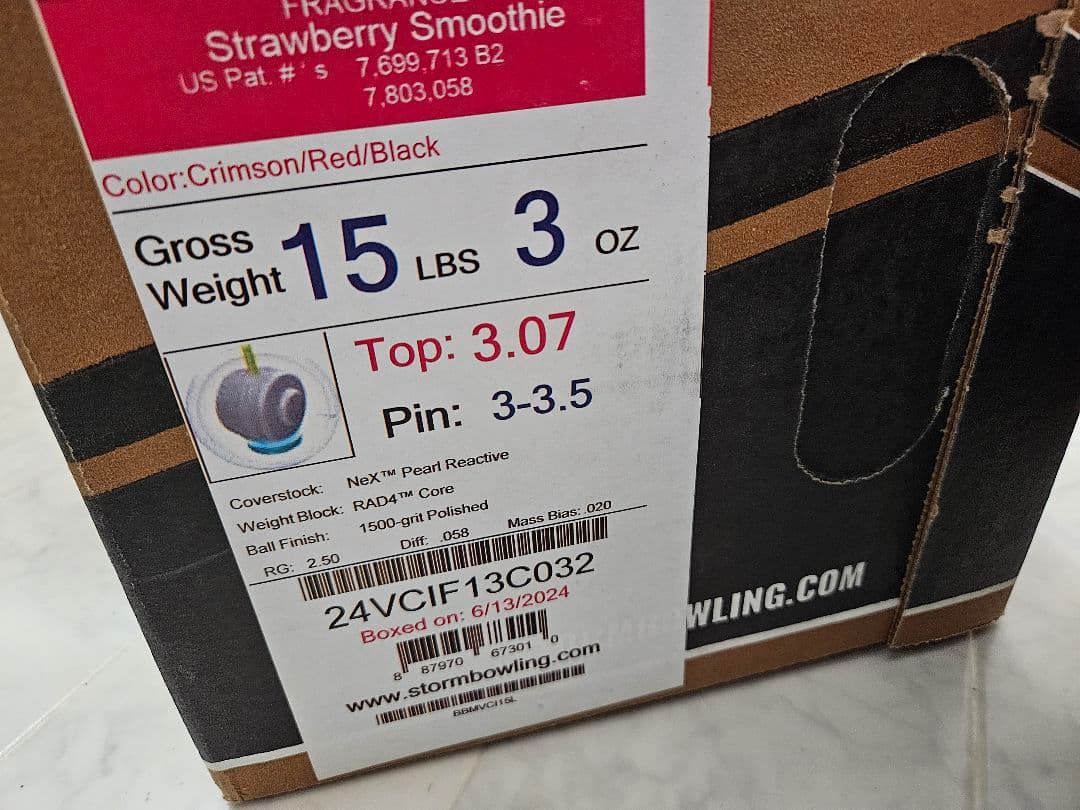 FRAGRANCE
Strawberry Smoothie
US Pat. #'s 7,699,713 B2
7,803,058
Color:Crimson/Red/Black
Gross Weight 15 LBS 3 OZ
Top: 3.07
Pin: 3-3.5
Coverstock: NeX™ Pearl Reactive
Weight Block: RAD4™ Core
Ball Finish: 1500-grit Polished
RG: 2.50 Diff: .058 Mass Bias: .020
24VCIF13C032
Boxed on: 6/13/2024
8 87970 67301 0
www.stormbowling.com
BBMVCI15L
WLING.COM